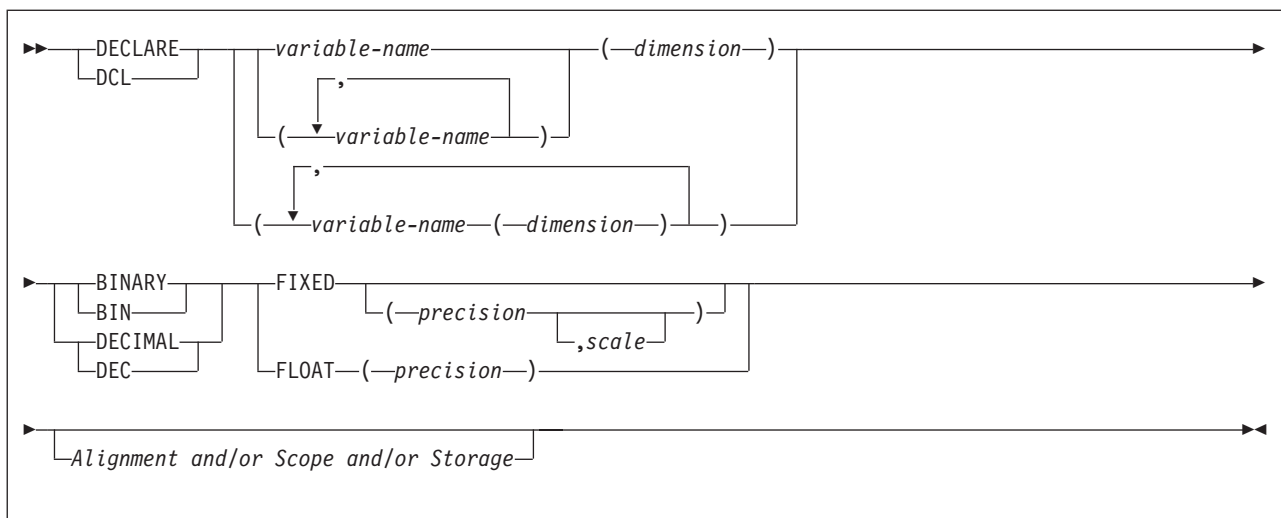 DECLARE variable-name ( dimension )
DCL ,
( variable-name )
,
( variable-name ( dimension ) )
BINARY FIXED
BIN ( precision )
DECIMAL ,scale
DEC FLOAT ( precision )
Alignment and/or Scope and/or Storage